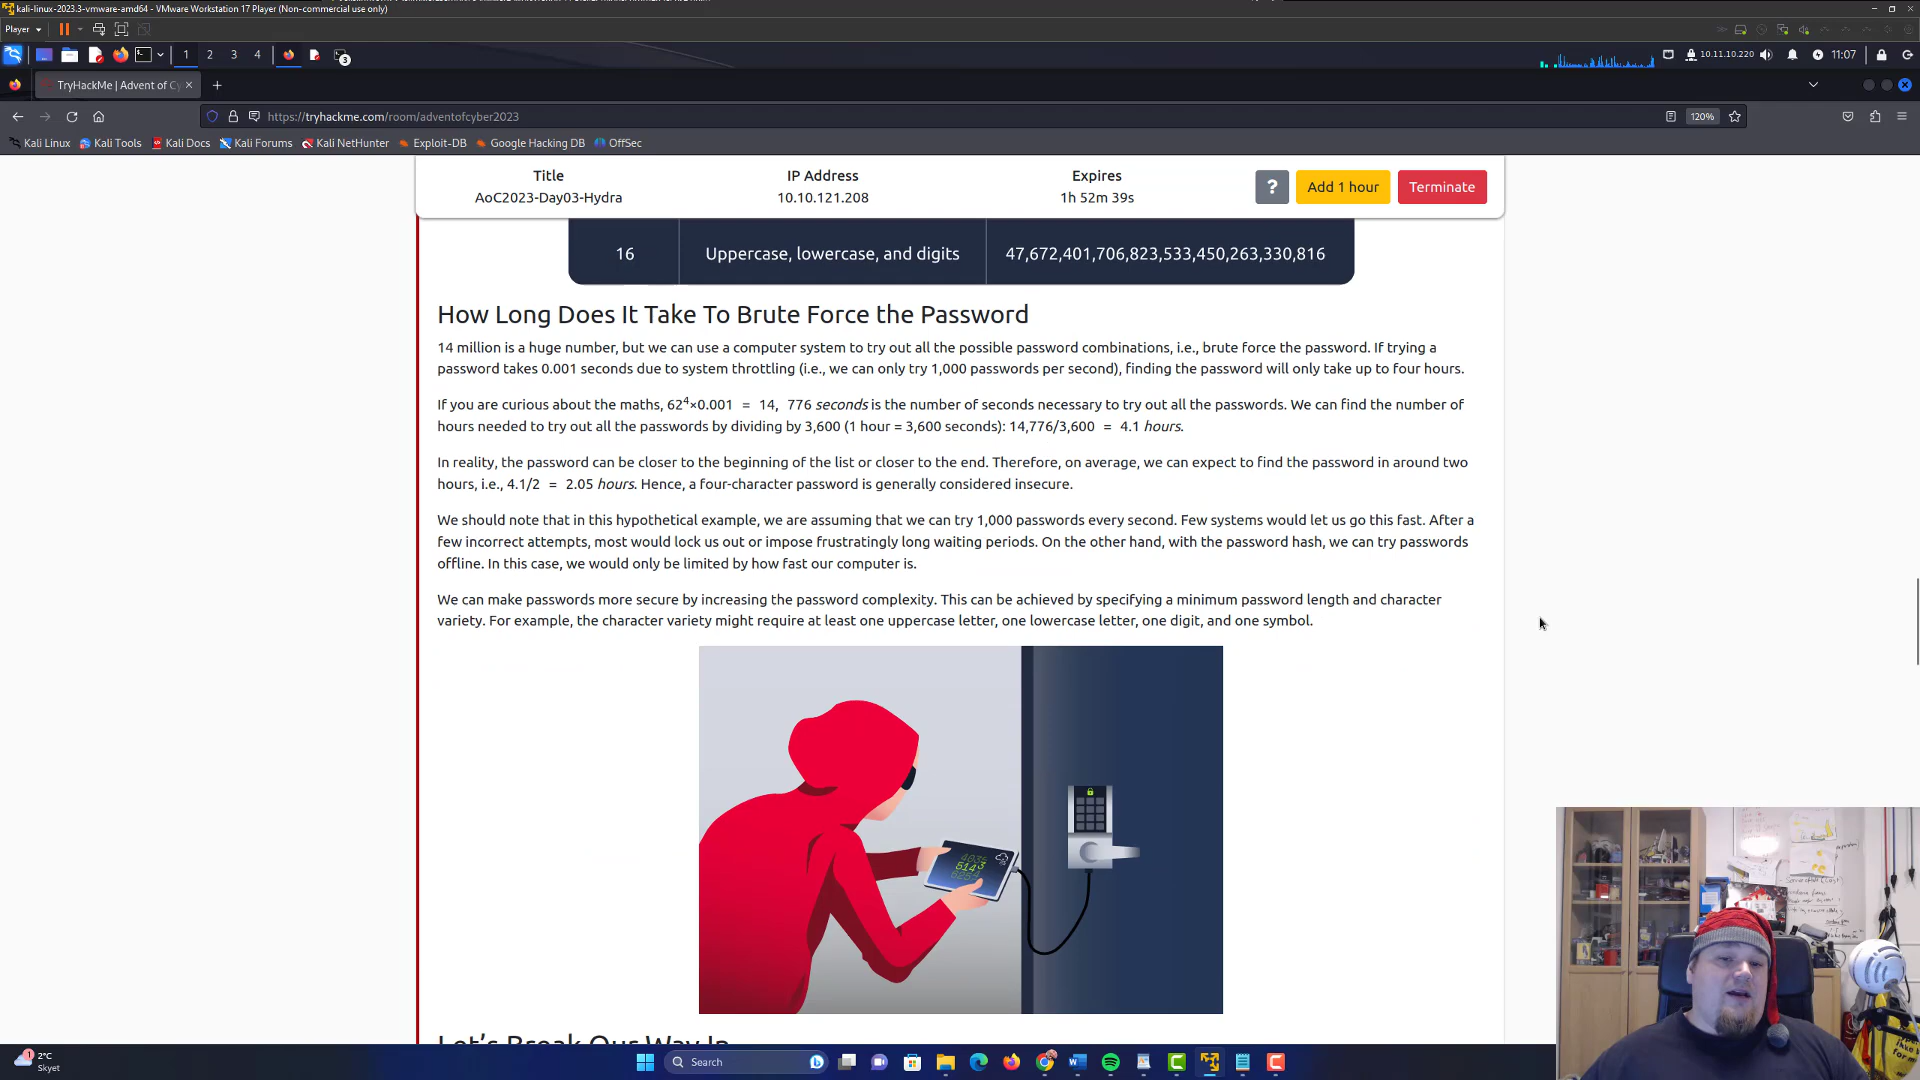 kali-linux-2023.3-vmware-amd64 - VMware Workstation 17 Player (Non-commercial use only)
Player
1 2 3 4
3
10.11.10.220
11:07
TryHackMe | Advent of Cy
https://tryhackme.com/room/adventofcyber2023
120%
Kali Linux Kali Tools Kali Docs Kali Forums Kali NetHunter Exploit-DB Google Hacking DB OffSec
Title IP Address Expires
AoC2023-Day03-Hydra 10.10.121.208 1h 52m 39s
? Add 1 hour Terminate
16 Uppercase, lowercase, and digits 47,672,401,706,823,533,450,263,330,816
How Long Does It Take To Brute Force the Password
14 million is a huge number, but we can use a computer system to try out all the possible password combinations, i.e., brute force the password. If trying a
password takes 0.001 seconds due to system throttling (i.e., we can only try 1,000 passwords per second), finding the password will only take up to four hours.
If you are curious about the maths, 62⁴×0.001 = 14, 776 seconds is the number of seconds necessary to try out all the passwords. We can find the number of
hours needed to try out all the passwords by dividing by 3,600 (1 hour = 3,600 seconds): 14,776/3,600 = 4.1 hours.
In reality, the password can be closer to the beginning of the list or closer to the end. Therefore, on average, we can expect to find the password in around two
hours, i.e., 4.1/2 = 2.05 hours. Hence, a four-character password is generally considered insecure.
We should note that in this hypothetical example, we are assuming that we can try 1,000 passwords every second. Few systems would let us go this fast. After a
few incorrect attempts, most would lock us out or impose frustratingly long waiting periods. On the other hand, with the password hash, we can try passwords
offline. In this case, we would only be limited by how fast our computer is.
We can make passwords more secure by increasing the password complexity. This can be achieved by specifying a minimum password length and character
variety. For example, the character variety might require at least one uppercase letter, one lowercase letter, one digit, and one symbol.
Let's Break Our Way In
1
2°C
Skyet
Search